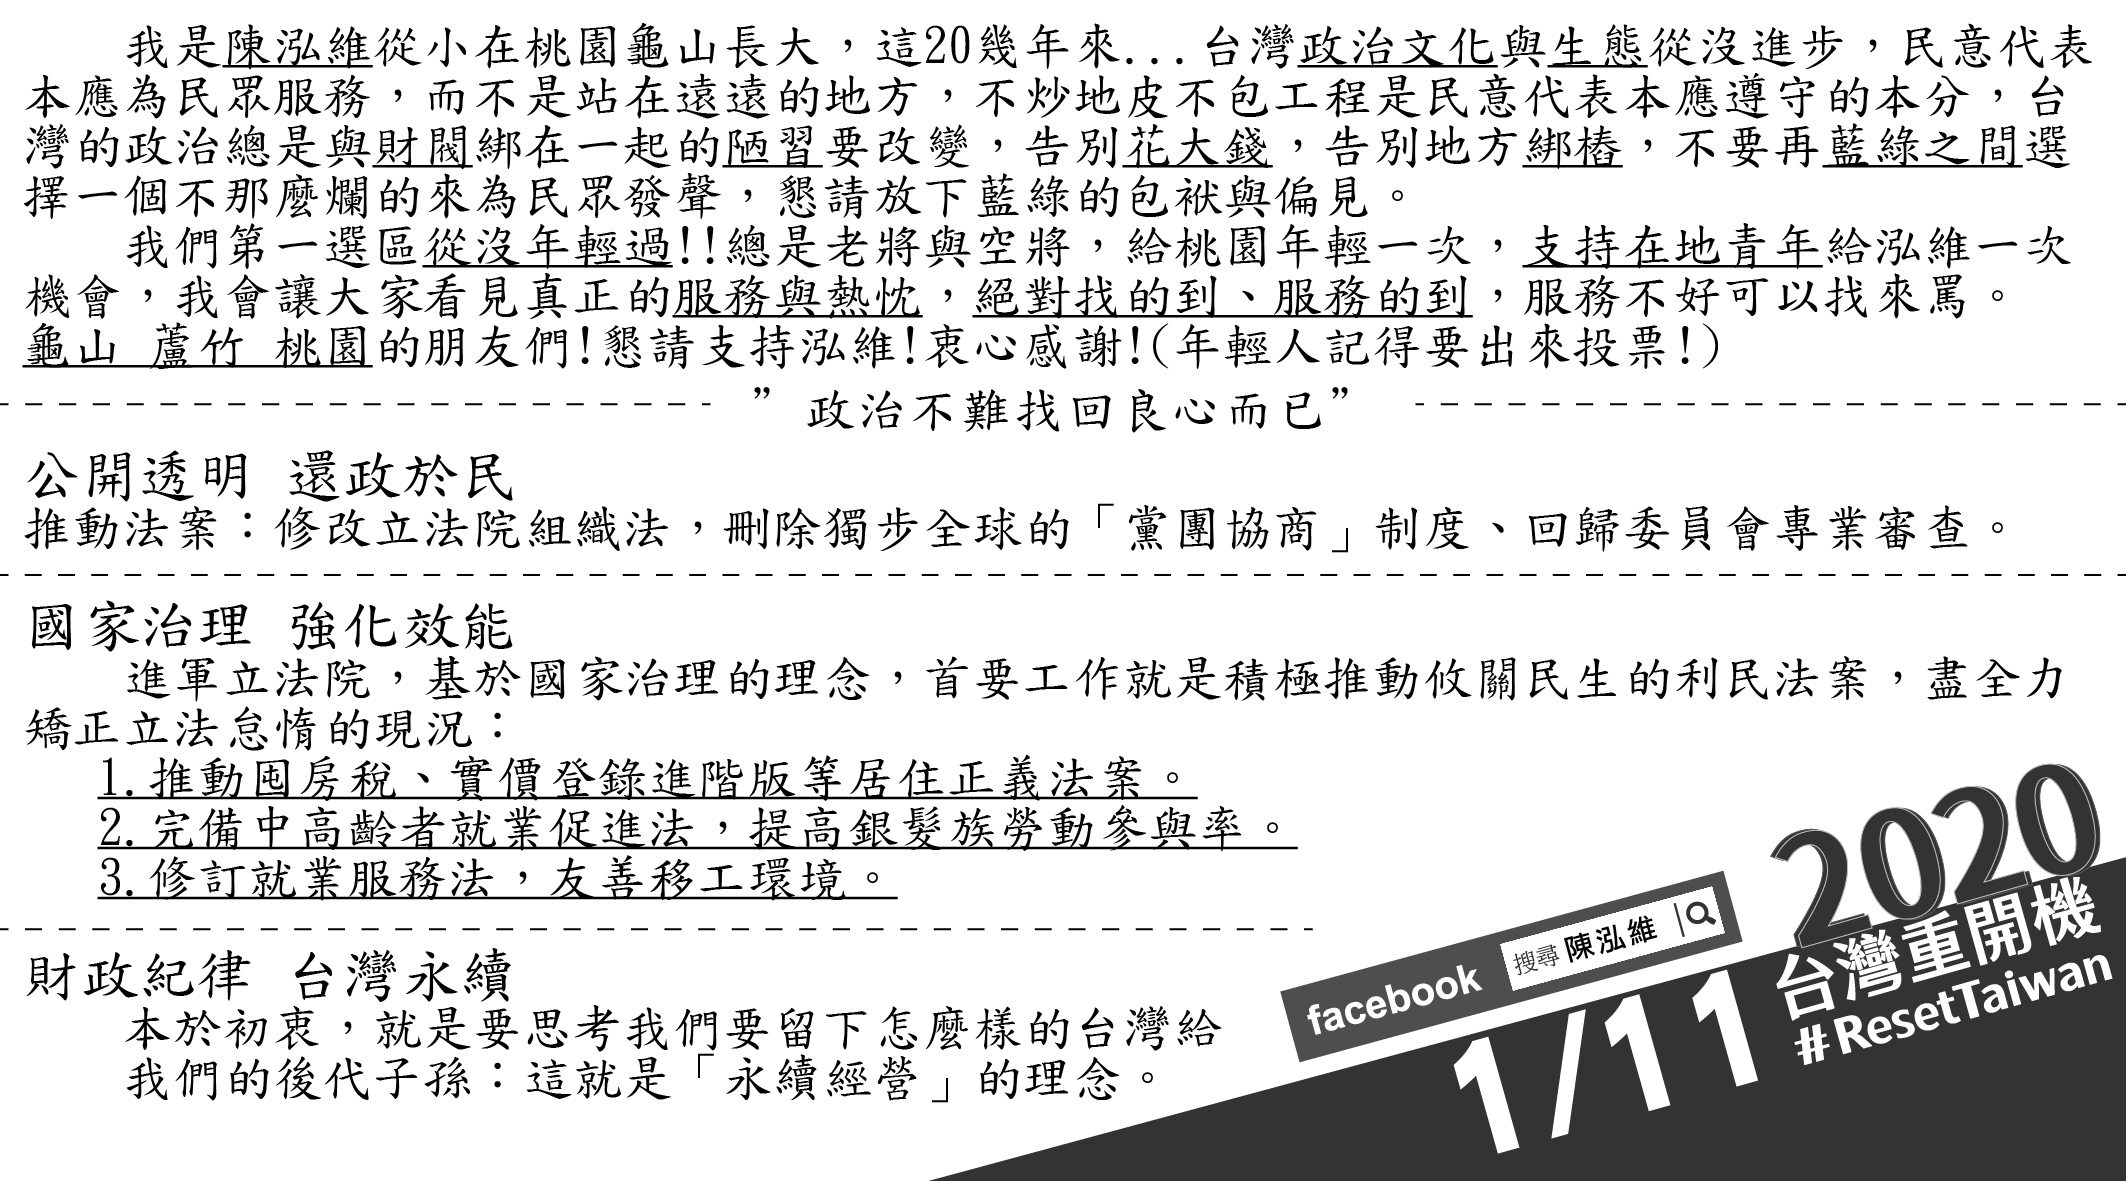 我是陳泓維從小在桃園龜山長大，這20幾年來...台灣政治文化與生態從沒進步，民意代表
本應為民眾服務，而不是站在遠遠的地方，不炒地皮不包工程是民意代表本應遵守的本分，台
灣的政治總是與財閥綁在一起的陋習要改變，告別花大錢，告別地方綁樁，不要再藍綠之間選
擇一個不那麼爛的來為民眾發聲，懇請放下藍綠的包袱與偏見。
我們第一選區從沒年輕過!!總是老將與空將，給桃園年輕一次，支持在地青年給泓維一次
機會，我會讓大家看見真正的服務與熱忱，絕對找的到、服務的到，服務不好可以找來罵。
龜山 蘆竹 桃園的朋友們!懇請支持泓維!衷心感謝!(年輕人記得要出來投票!)
”政治不難找回良心而已”
公開透明 還政於民
推動法案：修改立法院組織法，刪除獨步全球的「黨團協商」制度、回歸委員會專業審查。
國家治理 強化效能
進軍立法院，基於國家治理的理念，首要工作就是積極推動攸關民生的利民法案，盡全力
矯正立法怠惰的現況：
1.推動囤房稅、實價登錄進階版等居住正義法案。
2.完備中高齡者就業促進法，提高銀髮族勞動參與率。
3.修訂就業服務法，友善移工環境。
財政紀律 台灣永續
本於初衷，就是要思考我們要留下怎麼樣的台灣給
我們的後代子孫：這就是「永續經營」的理念。
facebook 搜尋 陳泓維
2020
1/11
台灣重開機
#ResetTaiwan